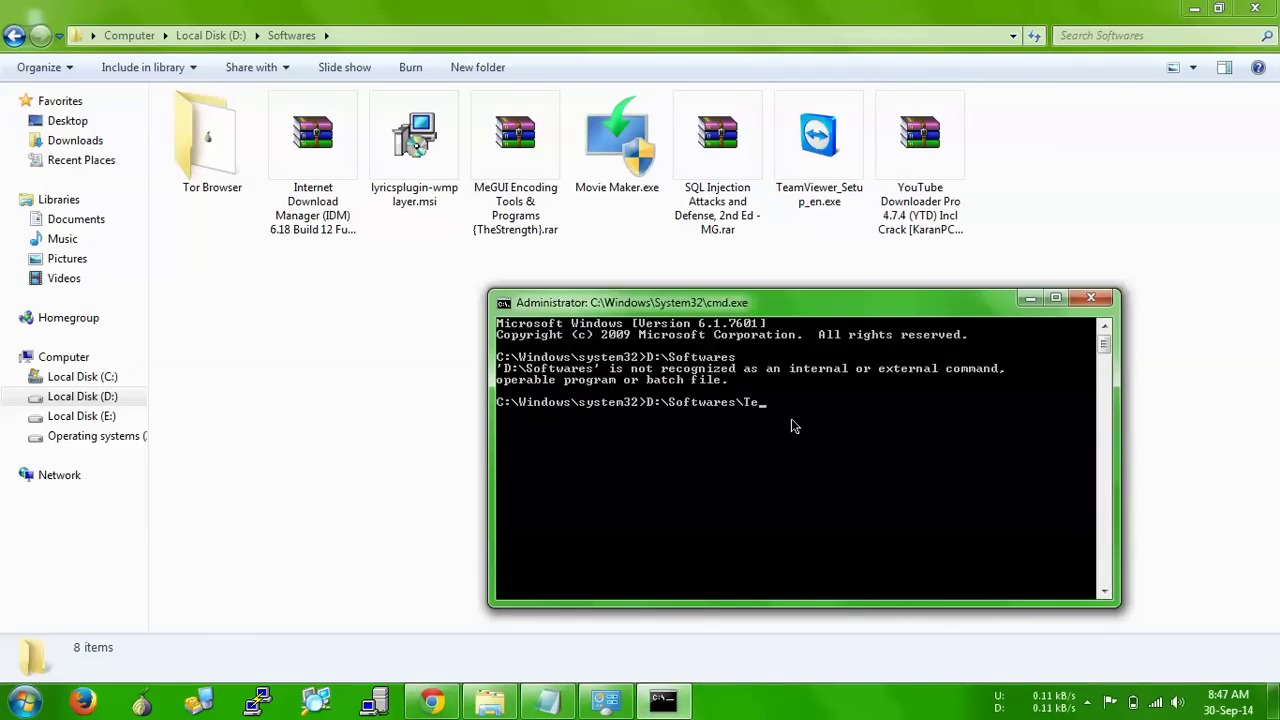 Computer
Local Disk (D:)
Softwares
Search Softwares
Organize
Include in library
Share with
Slide show
Burn
New folder
Favorites
Desktop
Downloads
Recent Places
Libraries
Documents
Music
Pictures
Videos
Homegroup
Computer
Local Disk (C:)
Local Disk (D:)
Local Disk (E:)
Operating systems (
Network
Tor Browser
Internet
Download
Manager (IDM)
6.18 Build 12 Fu...
lyricsplugin-wmp
layer.msi
MeGUI Encoding
Tools &
Programs
{TheStrength}.rar
Movie Maker.exe
SQL Injection
Attacks and
Defense, 2nd Ed -
MG.rar
TeamViewer_Setu
p_en.exe
YouTube
Downloader Pro
4.7.4 (YTD) Incl
Crack [KaranPC...
Administrator: C:\Windows\System32\cmd.exe
Microsoft Windows [Version 6.1.7601]
Copyright (c) 2009 Microsoft Corporation.  All rights reserved.
C:\Windows\system32>D:\Softwares
'D:\Softwares' is not recognized as an internal or external command,
operable program or batch file.
C:\Windows\system32>D:\Softwares\Te_
8 items
U: 0.11 kB/s
D: 0.11 kB/s
8:47 AM
30-Sep-14